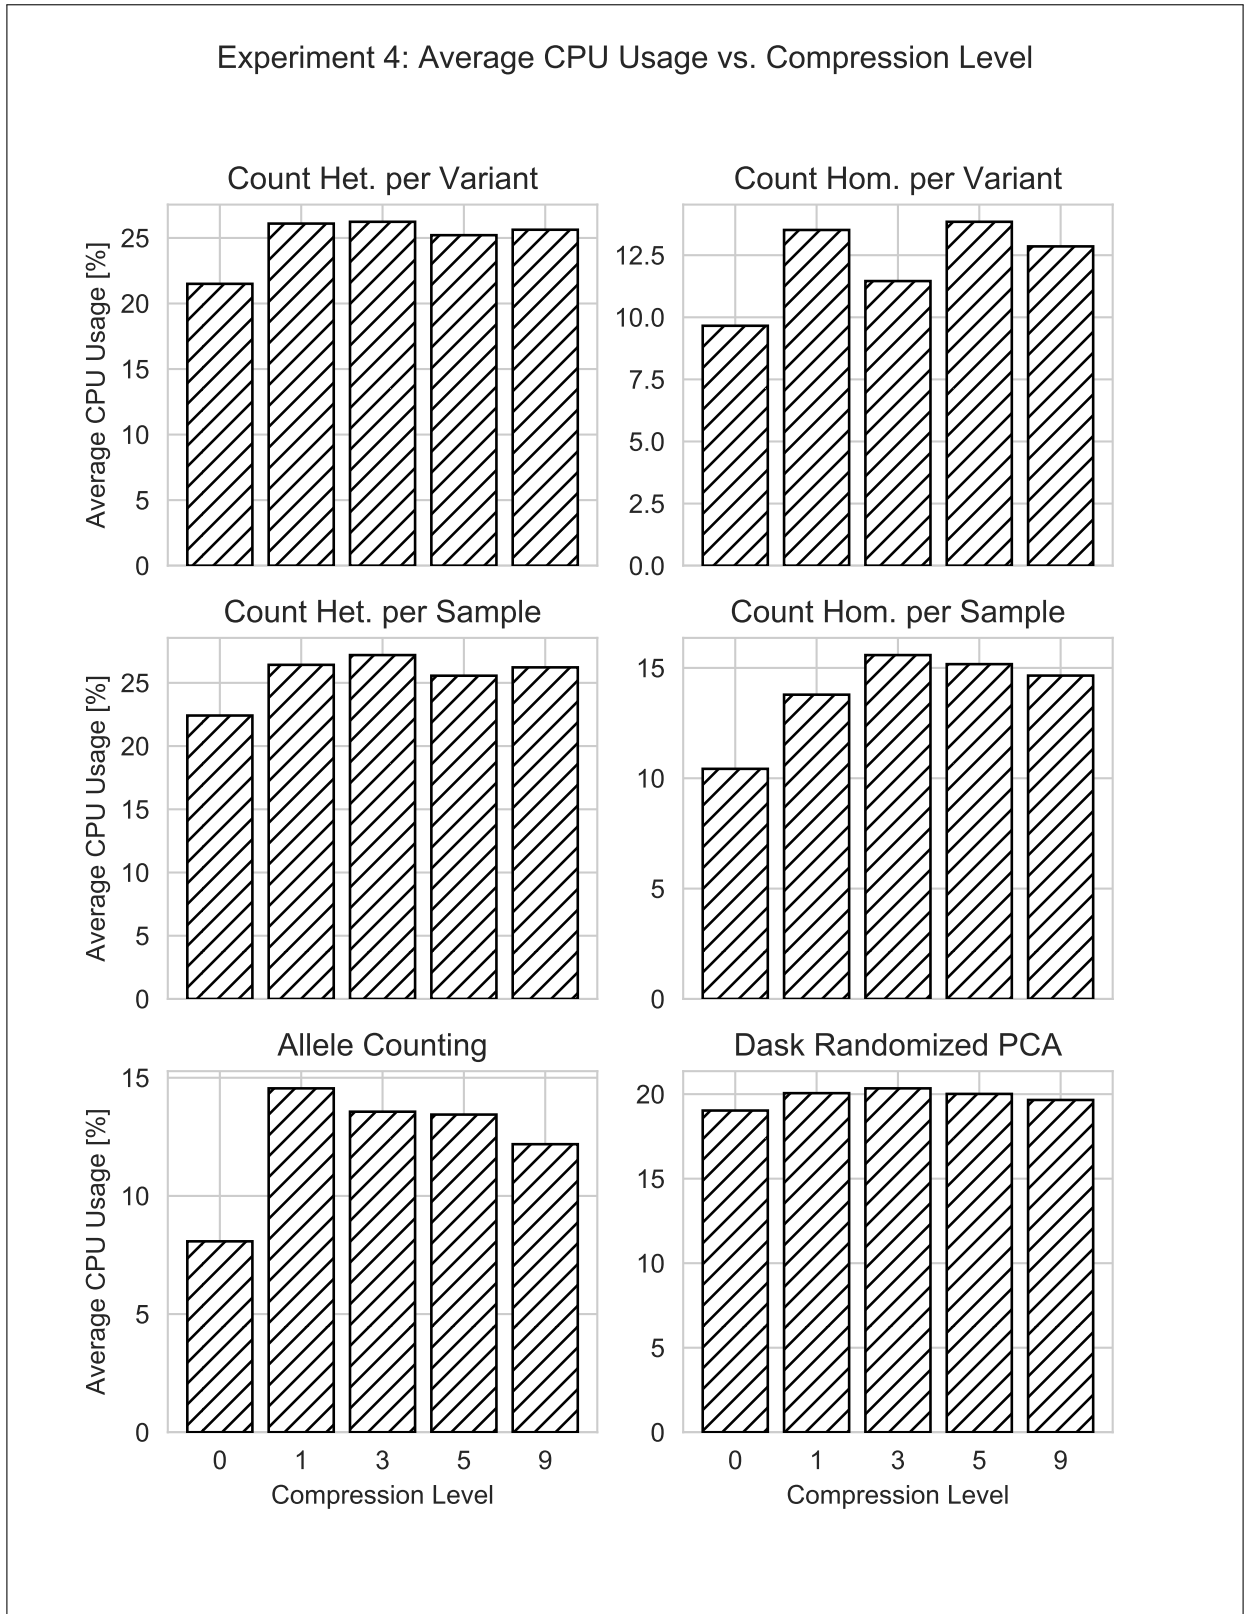 Experiment 4: Average CPU Usage vs. Compression Level
Count Het. per Variant
Average CPU Usage [%]
25
20
15
10
5
0
Count Hom. per Variant
12.5
10.0
7.5
5.0
2.5
0.0
Count Het. per Sample
Average CPU Usage [%]
25
20
15
10
5
0
Count Hom. per Sample
15
10
5
0
Allele Counting
Average CPU Usage [%]
15
10
5
0
0 1 3 5 9
Compression Level
Dask Randomized PCA
20
15
10
5
0
0 1 3 5 9
Compression Level